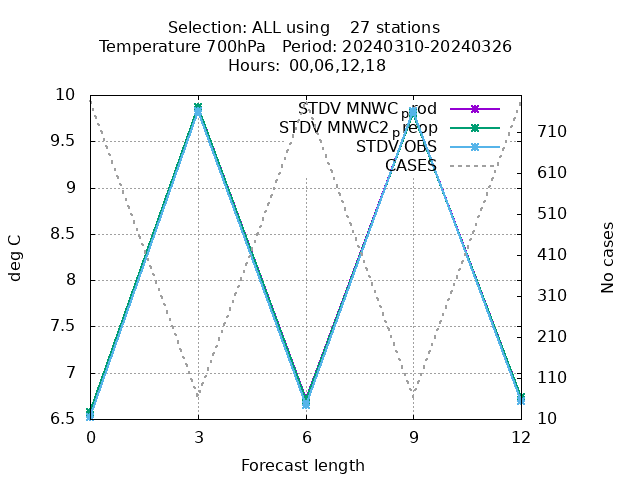 Selection: ALL using    27 stations
Temperature 700hPa   Period: 20240310-20240326
Hours: 00,06,12,18
STDV MNWC_prod
STDV MNWC2_preop
STDV OBS
CASES
10
9.5
9
8.5
8
7.5
7
6.5
deg C
710
610
510
410
310
210
110
10
No cases
0 3 6 9 12
Forecast length